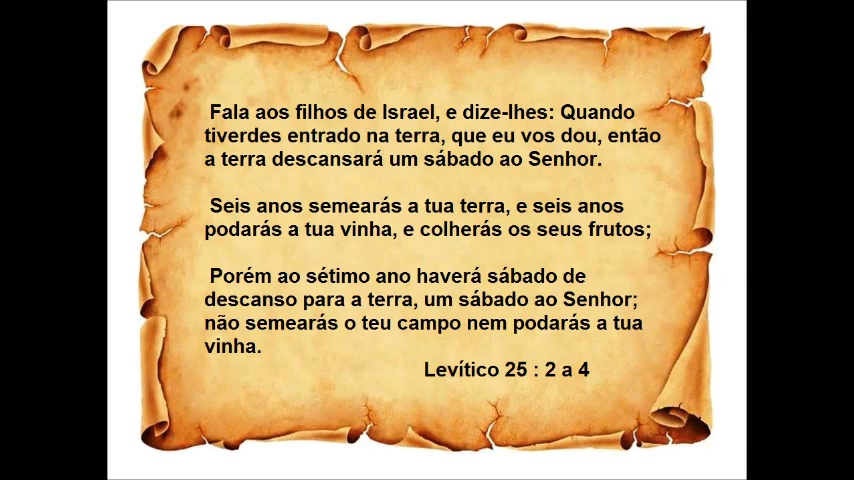 Fala aos filhos de Israel, e dize-lhes: Quando
tiverdes entrado na terra, que eu vos dou, então
a terra descansará um sábado ao Senhor.
Seis anos semearás a tua terra, e seis anos
podarás a tua vinha, e colherás os seus frutos;
Porém ao sétimo ano haverá sábado de
descanso para a terra, um sábado ao Senhor;
não semearás o teu campo nem podarás a tua
vinha.
Levítico 25 : 2 a 4